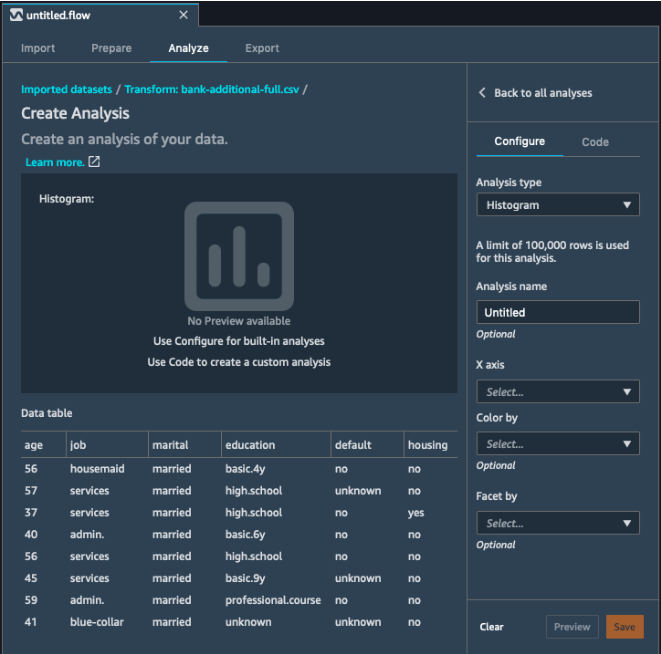 untitled.flow
Import Prepare Analyze Export
Imported datasets / Transform: bank-additional-full.csv /
Create Analysis
Create an analysis of your data.
Learn more.
Histogram:
No Preview available
Use Configure for built-in analyses
Use Code to create a custom analysis
Data table
age job marital education default housing
56 housemaid married basic.4y no no
57 services married high.school unknown no
37 services married high.school no yes
40 admin. married basic.6y no no
56 services married high.school no no
45 services married basic.9y unknown no
59 admin. married professional.course no no
41 blue-collar married unknown unknown no
Back to all analyses
Configure Code
Analysis type
Histogram
A limit of 100,000 rows is used
for this analysis.
Analysis name
Untitled
Optional
X axis
Select...
Color by
Select...
Optional
Facet by
Select...
Optional
Clear Preview Save